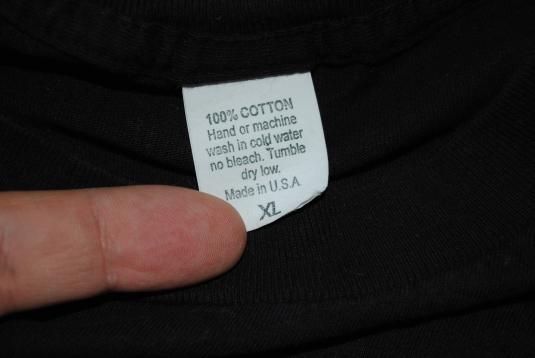 100% COTTON
Hand or machine
wash in cold water
no bleach. Tumble
dry low.
Made in U.S.A
XL